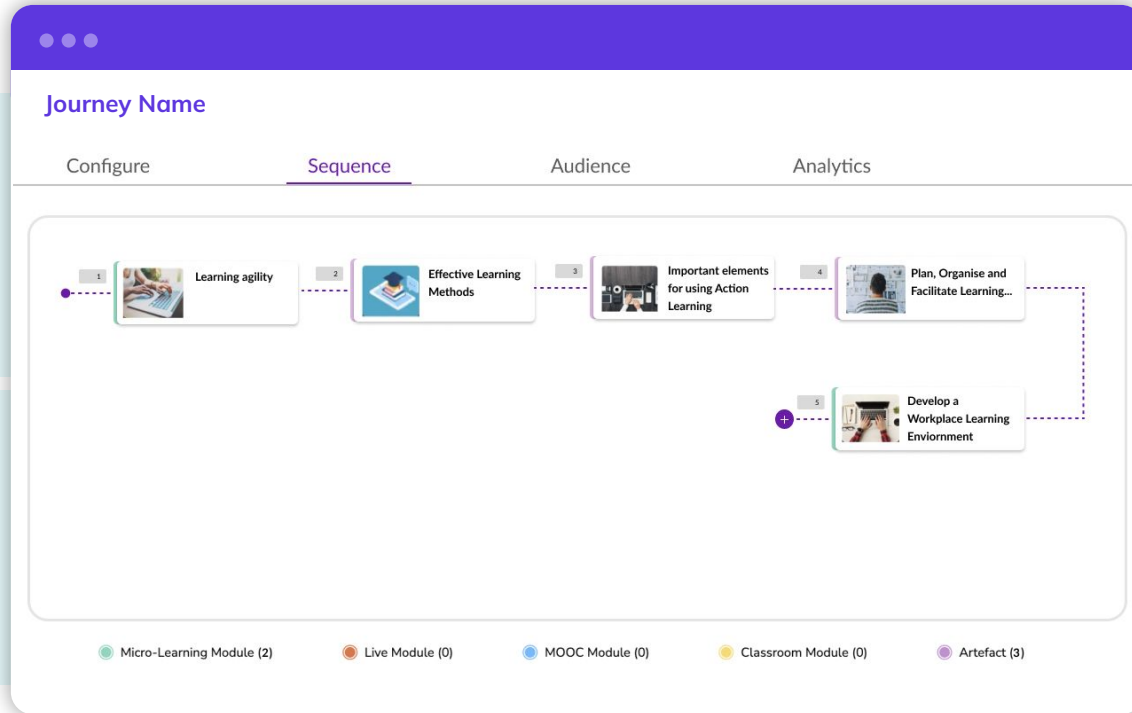 Journey Name
Configure Sequence Audience Analytics
1
Learning agility
2
Effective Learning
Methods
3
Important elements
for using Action
Learning
4
Plan, Organise and
Facilitate Learning...
5
Develop a
Workplace Learning
Enviornment
Micro-Learning Module (2) Live Module (0) MOOC Module (0) Classroom Module (0) Artefact (3)